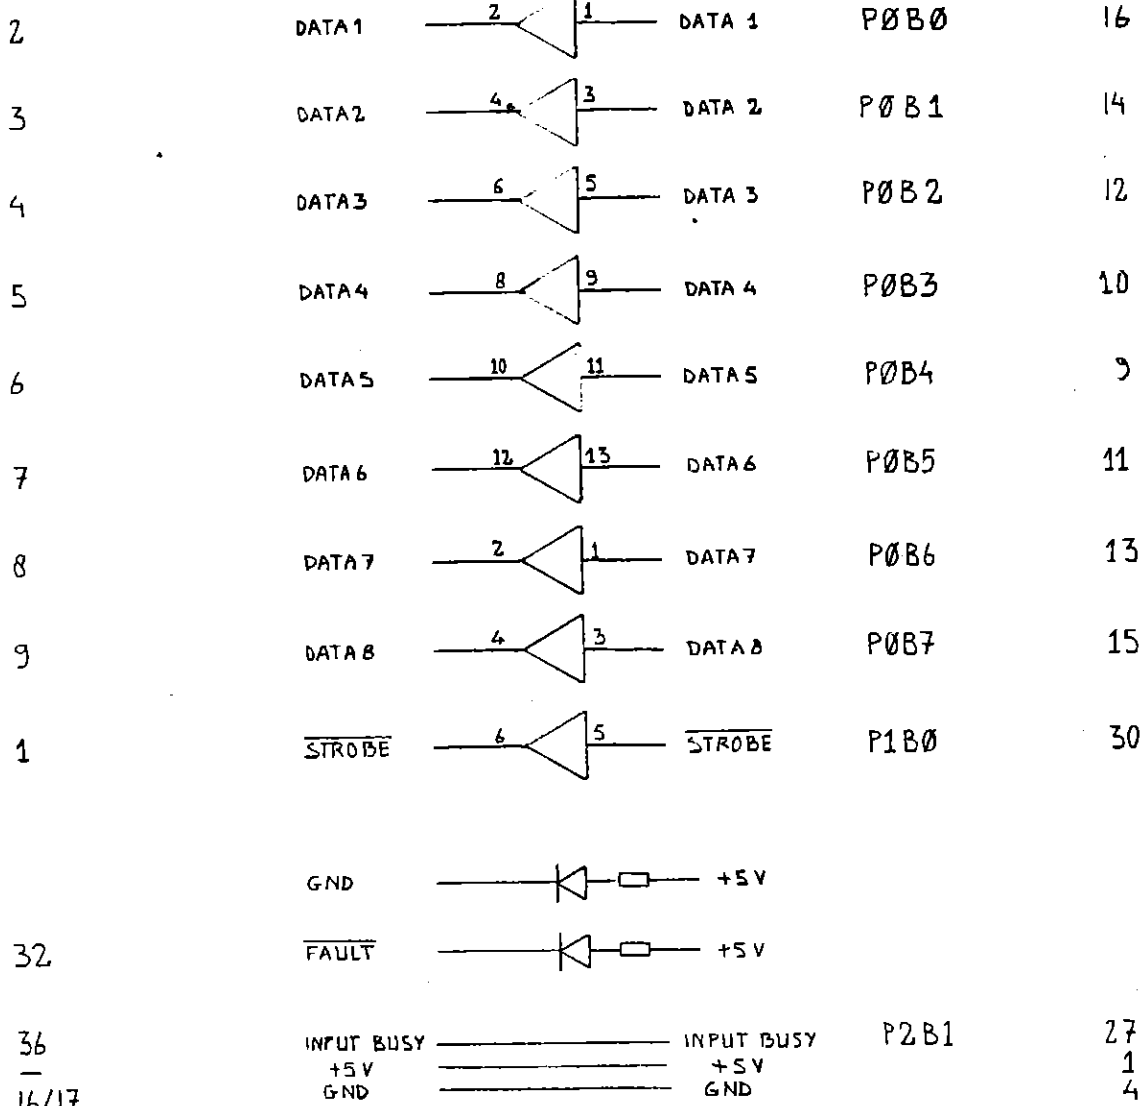 2 DATA1 2 1 DATA 1 PØBØ 16
3 DATA2 4 3 DATA 2 PØB1 14
4 DATA3 6 5 DATA 3 PØB2 12
5 DATA4 8 9 DATA 4 PØB3 10
6 DATA5 10 11 DATA5 PØB4 9
7 DATA6 12 13 DATA6 PØB5 11
8 DATA7 2 1 DATA7 PØB6 13
9 DATA8 4 3 DATA8 PØB7 15
1 STROBE 6 5 STROBE P1BØ 30
GND +5V
32 FAULT +5V
36 INPUT BUSY INPUT BUSY P2B1 27
— +5V +5V 1
16/17 GND GND 4